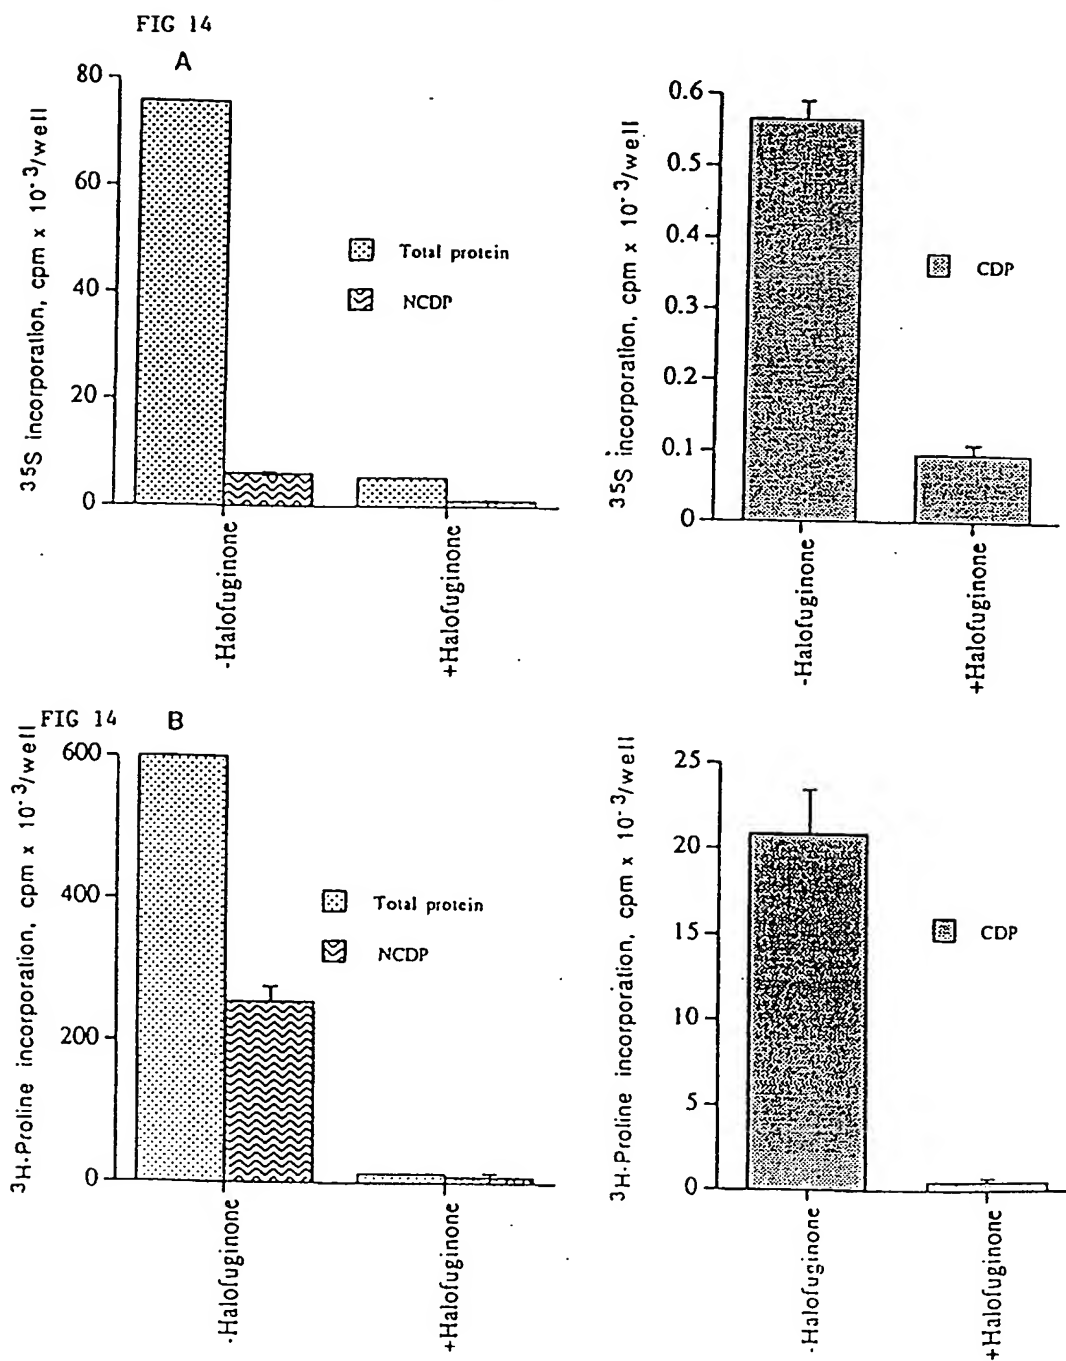 FIG 14
A
35S incorporation, cpm x 10-3/well
80
60
40
20
0
Total protein
NCDP
-Halofuginone
+Halofuginone
35S incorporation, cpm x 10-3/well
0.6
0.5
0.4
0.3
0.2
0.1
0
CDP
-Halofuginone
+Halofuginone
FIG 14
B
3H-Proline incorporation, cpm x 10-3/well
600
400
200
0
Total protein
NCDP
-Halofuginone
+Halofuginone
3H-Proline incorporation, cpm x 10-3/well
25
20
15
10
5
0
CDP
-Halofuginone
+Halofuginone